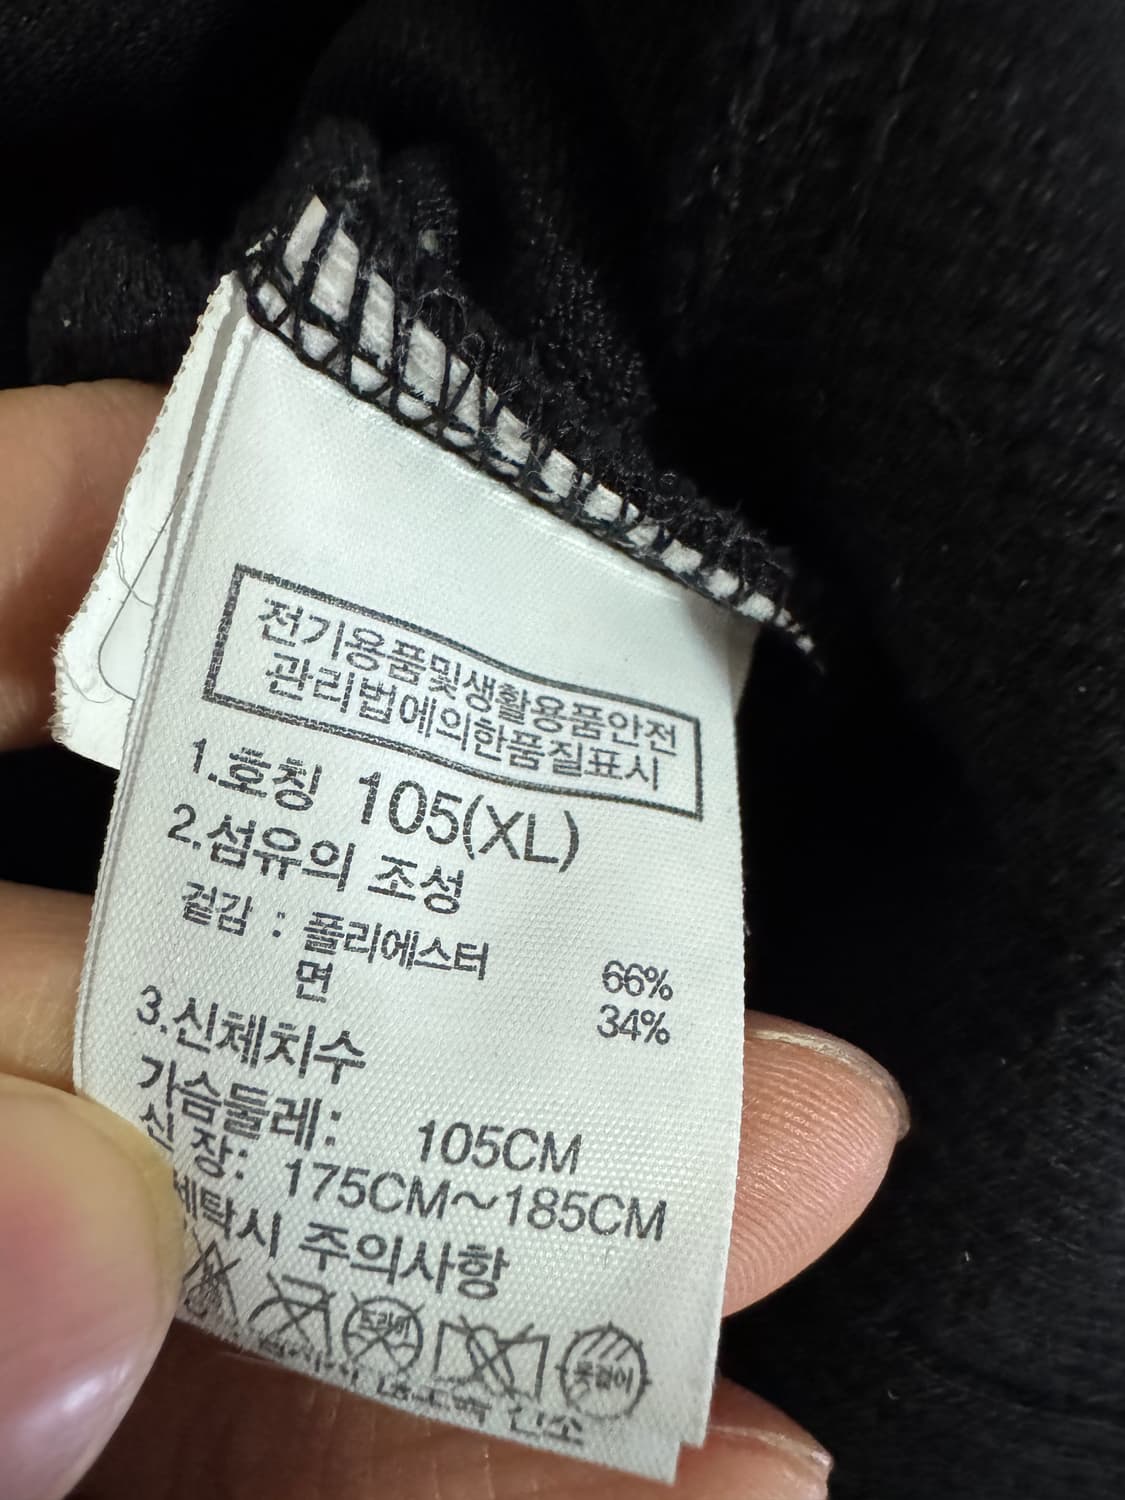 전기용품및생활용품안전
관리법에의한품질표시
1.호칭 105(XL)
2.섬유의 조성
겉감 : 폴리에스터 66%
면 34%
3.신체치수
가슴둘레: 105CM
신 장: 175CM~185CM
세탁시 주의사항
드라이
옷걸이